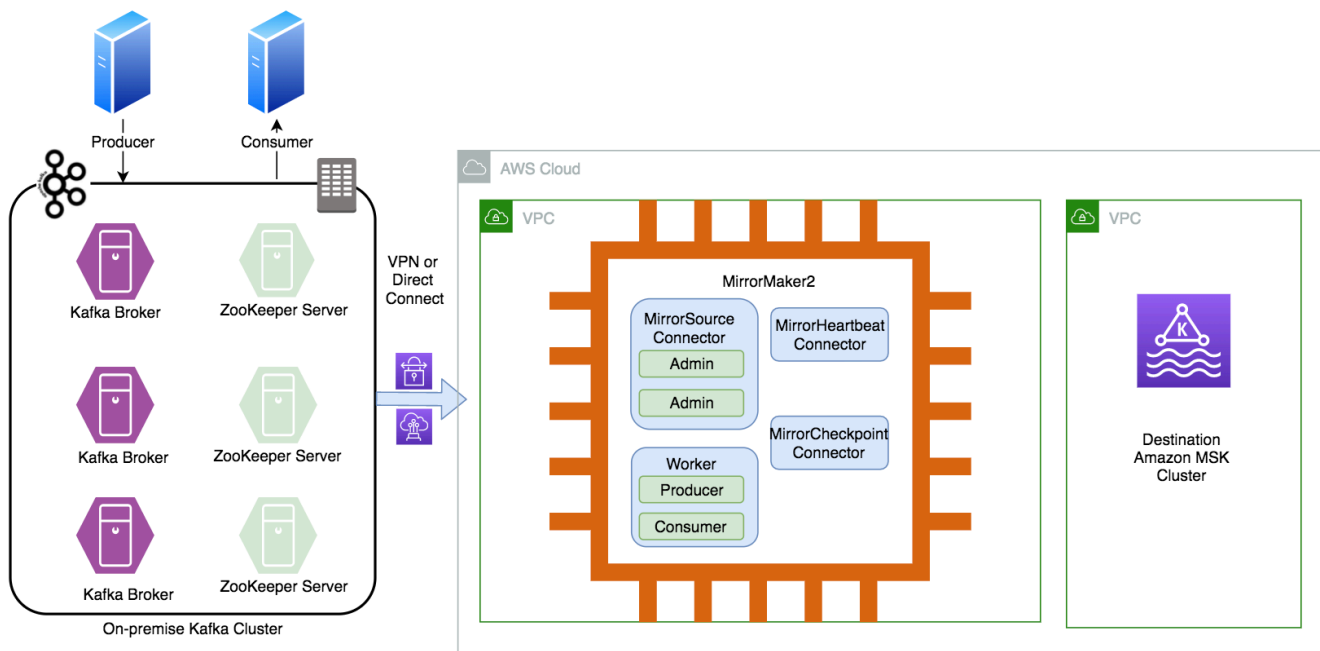 Producer
Consumer
Kafka Broker
ZooKeeper Server
Kafka Broker
ZooKeeper Server
Kafka Broker
ZooKeeper Server
On-premise Kafka Cluster
VPN or
Direct
Connect
AWS Cloud
VPC
MirrorMaker2
MirrorSource
Connector
Admin
Admin
MirrorHeartbeat
Connector
MirrorCheckpoint
Connector
Worker
Producer
Consumer
VPC
K
Destination
Amazon MSK
Cluster